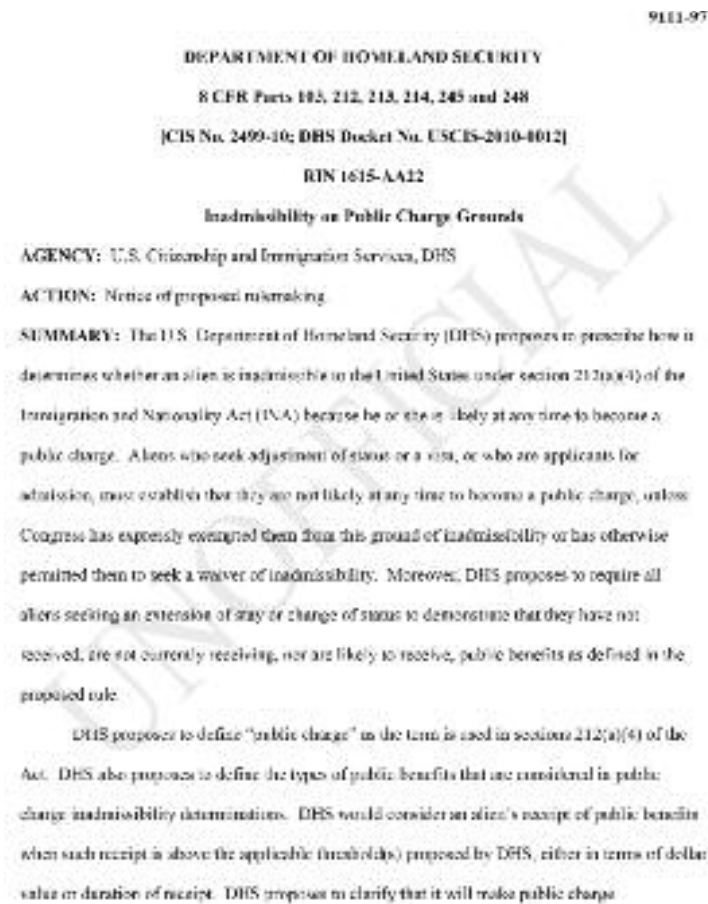 9111-97
DEPARTMENT OF HOMELAND SECURITY
8 CFR Parts 103, 212, 213, 214, 245 and 248
[CIS No. 2499-10; DHS Docket No. USCIS-2010-0012]
RIN 1615-AA22
Inadmissibility on Public Charge Grounds
AGENCY: U.S. Citizenship and Immigration Services, DHS
ACTION: Notice of proposed rulemaking.
SUMMARY: The U.S. Department of Homeland Security (DHS) proposes to prescribe how it
determines whether an alien is inadmissible to the United States under section 212(a)(4) of the
Immigration and Nationality Act (INA) because he or she is likely at any time to become a
public charge. Aliens who seek adjustment of status or a visa, or who are applicants for
admission, must establish that they are not likely at any time to become a public charge, unless
Congress has expressly exempted them from this ground of inadmissibility or has otherwise
permitted them to seek a waiver of inadmissibility. Moreover, DHS proposes to require all
aliens seeking an extension of stay or change of status to demonstrate that they have not
received, are not currently receiving, nor are likely to receive, public benefits as defined in the
proposed rule.
DHS proposes to define "public charge" as the term is used in sections 212(a)(4) of the
Act. DHS also proposes to define the types of public benefits that are considered in public
charge inadmissibility determinations. DHS would consider an alien's receipt of public benefits
when such receipt is above the applicable threshold(s) proposed by DHS, either in terms of dollar
value or duration of receipt. DHS proposes to clarify that it will make public charge
UNOFFICIAL